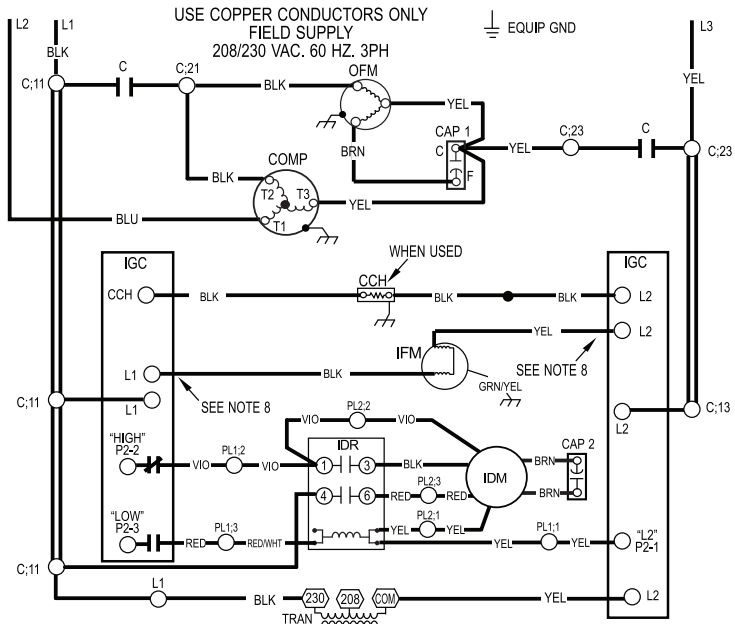 USE COPPER CONDUCTORS ONLY
FIELD SUPPLY
208/230 VAC. 60 HZ. 3PH
EQUIP GND
L2
L1
L3
BLK
YEL
C;11
C
C;21
BLK
OFM
YEL
CAP 1
C
F
YEL
C;23
C
C;23
BRN
COMP
BLK
T2
T3
T1
YEL
BLU
WHEN USED
IGC
IGC
CCH
BLK
CCH
BLK
BLK
L2
YEL
L2
IFM
SEE NOTE 8
L1
BLK
GRN/YEL
C;11
L1
SEE NOTE 8
L2
C;13
PL2;2
VIO
VIO
"HIGH"
P2-2
PL1;2
VIO
VIO
IDR
1
3
BLK
IDM
CAP 2
BRN
BRN
4
6
RED
PL2;3
RED
"LOW"
P2-3
PL1;3
RED
RED/WHT
YEL
PL2;1
YEL
YEL
PL1;1
YEL
"L2"
P2-1
C;11
L1
BLK
230
208
COM
YEL
L2
TRAN